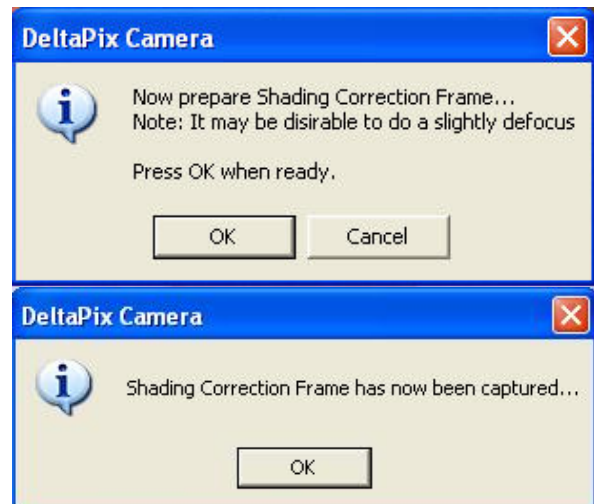 DeltaPix Camera
Now prepare Shading Correction Frame...
Note: It may be disirable to do a slightly defocus
Press OK when ready.
OK
Cancel
DeltaPix Camera
Shading Correction Frame has now been captured...
OK